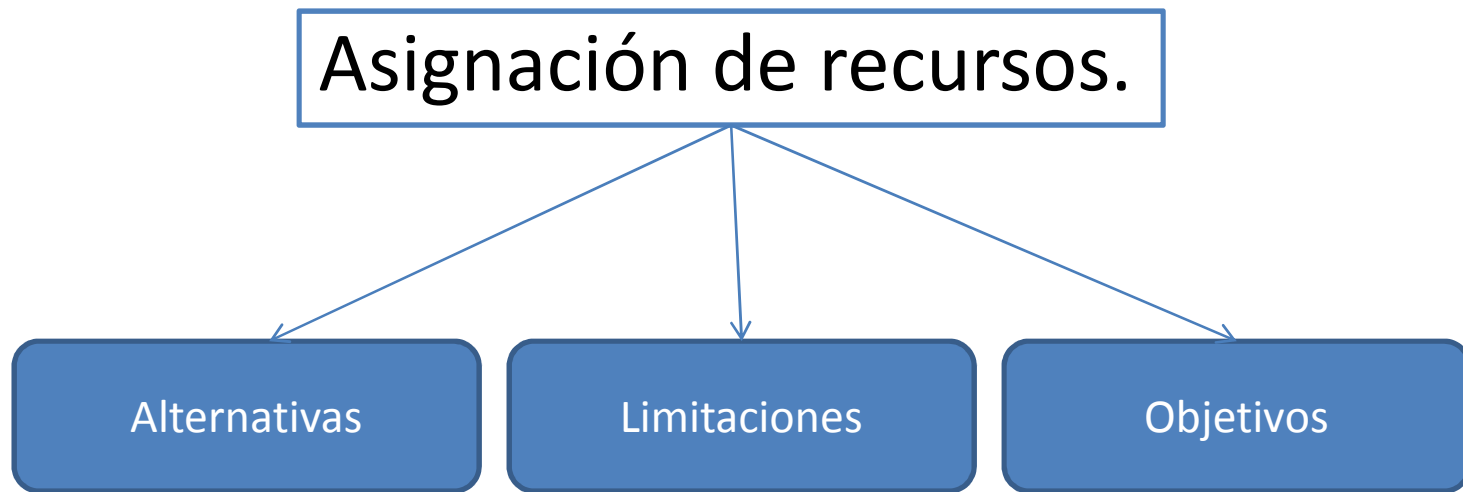 Asignación de recursos.
Alternativas
Limitaciones
Objetivos